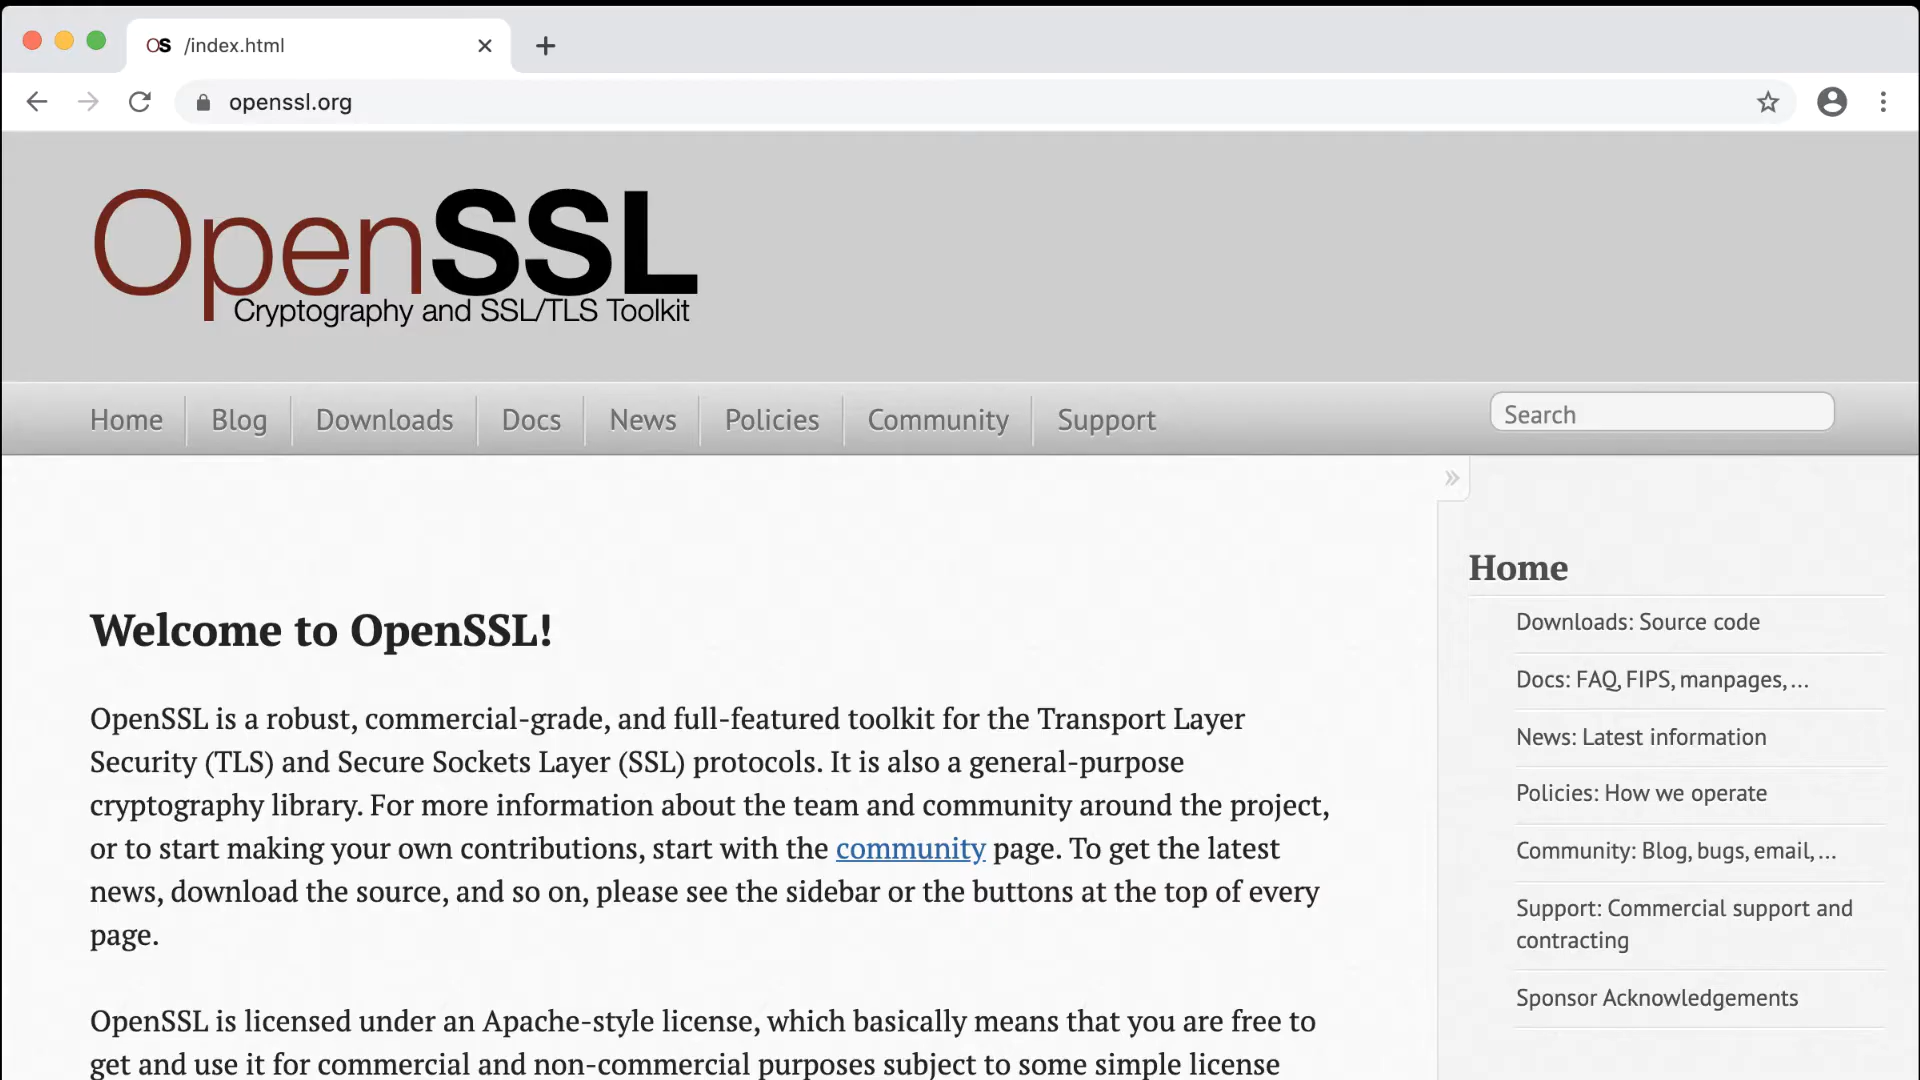 OS /index.html
openssl.org
OpenSSL
Cryptography and SSL/TLS Toolkit
Home Blog Downloads Docs News Policies Community Support Search
»
Welcome to OpenSSL!
OpenSSL is a robust, commercial-grade, and full-featured toolkit for the Transport Layer
Security (TLS) and Secure Sockets Layer (SSL) protocols. It is also a general-purpose
cryptography library. For more information about the team and community around the project,
or to start making your own contributions, start with the community page. To get the latest
news, download the source, and so on, please see the sidebar or the buttons at the top of every
page.
OpenSSL is licensed under an Apache-style license, which basically means that you are free to
get and use it for commercial and non-commercial purposes subject to some simple license
Home
Downloads: Source code
Docs: FAQ, FIPS, manpages, ...
News: Latest information
Policies: How we operate
Community: Blog, bugs, email, ...
Support: Commercial support and
contracting
Sponsor Acknowledgements